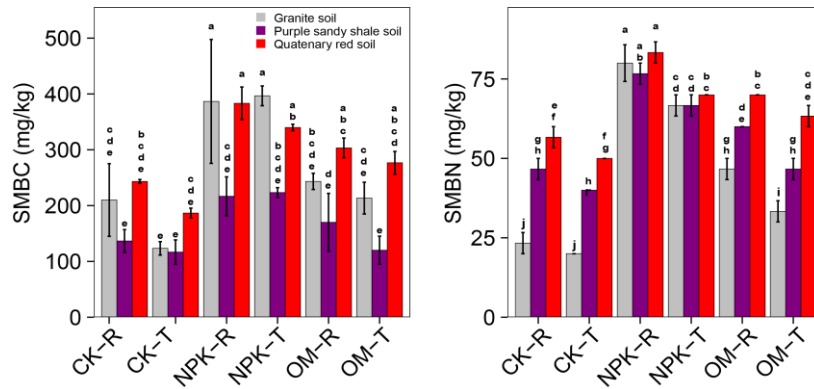 Granite soil
Purple sandy shale soil
Quatenary red soil
SMBC (mg/kg)
500
400
300
200
100
0
c
d
e
e
b
c
d
e
e
e
c
d
e
a
c
d
e
a
a
b
c
d
e
a
b
b
c
d
e
d
e
a
b
c
c
d
e
e
a
b
c
d
CK−R
CK−T
NPK−R
NPK−T
OM−R
OM−T
SMBN (mg/kg)
75
50
25
0
j
g
h
e
f
j
h
f
g
a
a
b
a
c
d
c
d
b
c
g
h
d
e
b
c
i
g
h
c
d
e
CK−R
CK−T
NPK−R
NPK−T
OM−R
OM−T